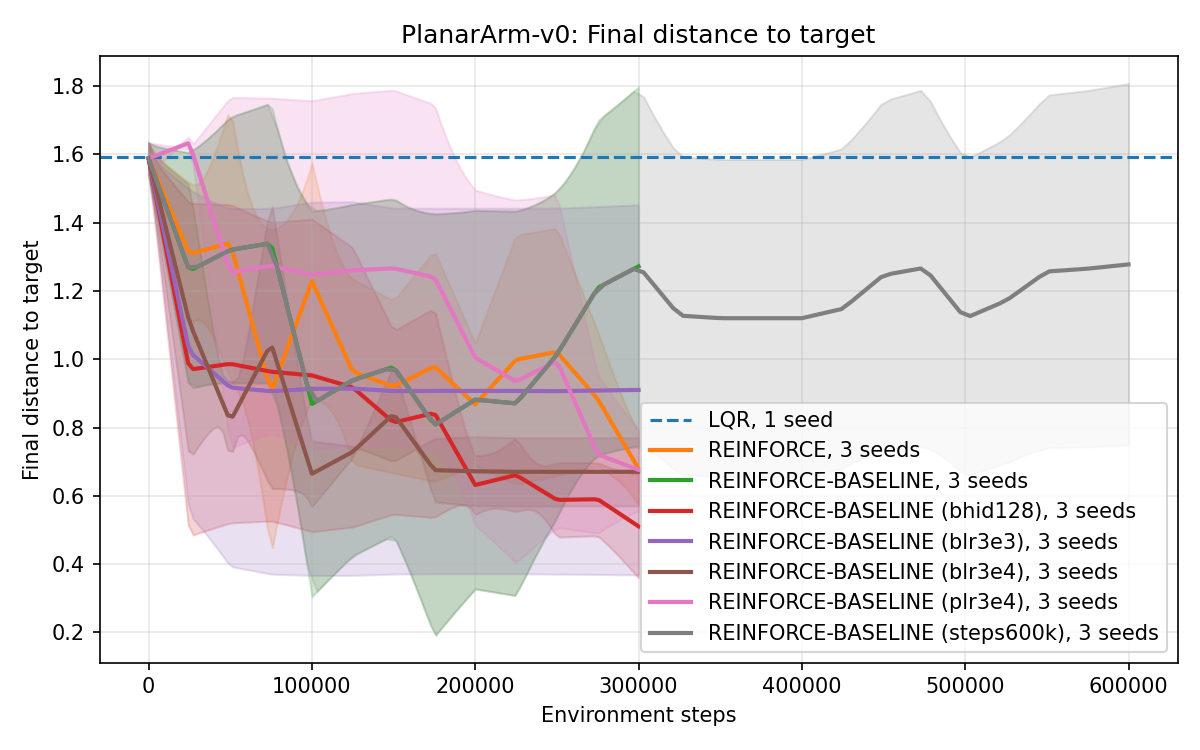 PlanarArm-v0: Final distance to target
Final distance to target
1.8
1.6
1.4
1.2
1.0
0.8
0.6
0.4
0.2
LQR, 1 seed
REINFORCE, 3 seeds
REINFORCE-BASELINE, 3 seeds
REINFORCE-BASELINE (bhid128), 3 seeds
REINFORCE-BASELINE (blr3e3), 3 seeds
REINFORCE-BASELINE (blr3e4), 3 seeds
REINFORCE-BASELINE (plr3e4), 3 seeds
REINFORCE-BASELINE (steps600k), 3 seeds
0 100000 200000 300000 400000 500000 600000
Environment steps